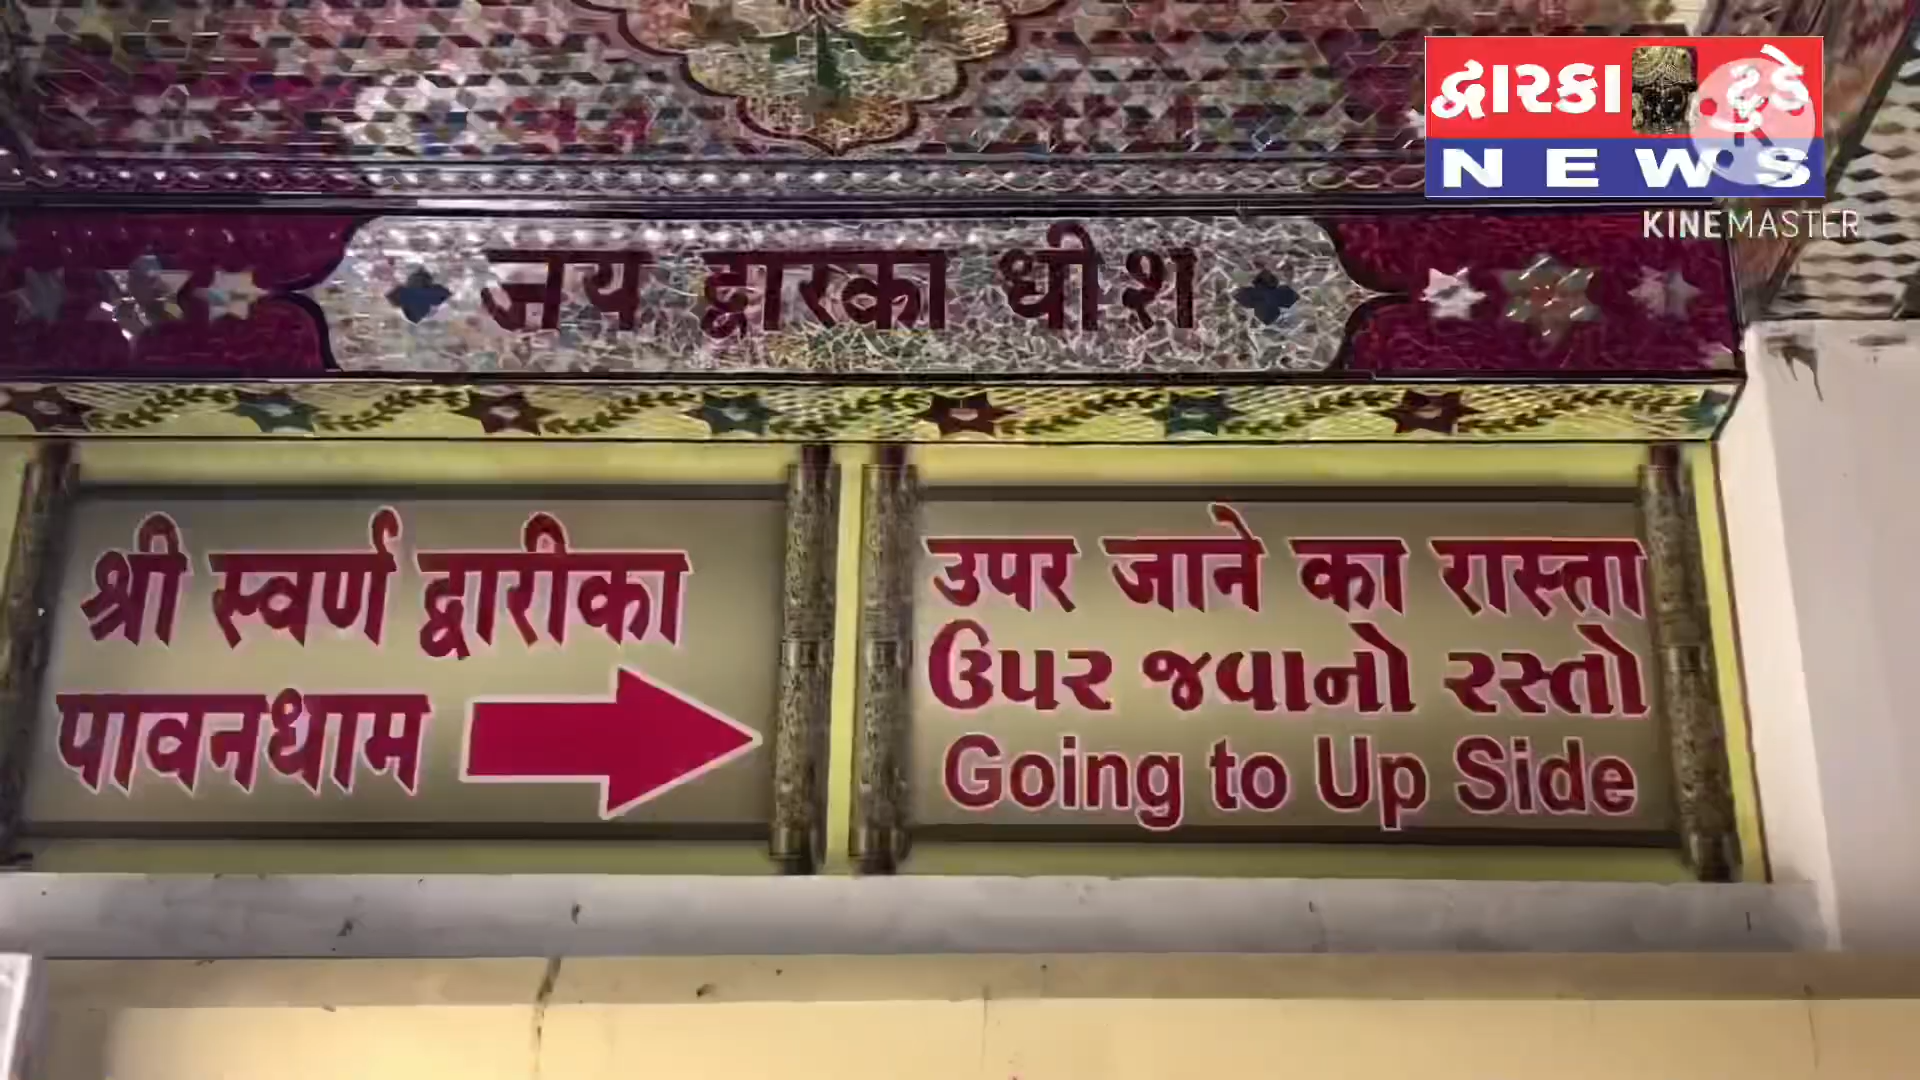 દ્વારકા ટુડે
NEWS
KINEMASTER
जय द्वारका धीश
श्री स्वर्ण द्वारीका
पावनधाम
उपर जाने का रास्ता
ઉપર જવાનો રસ્તો
Going to Up Side